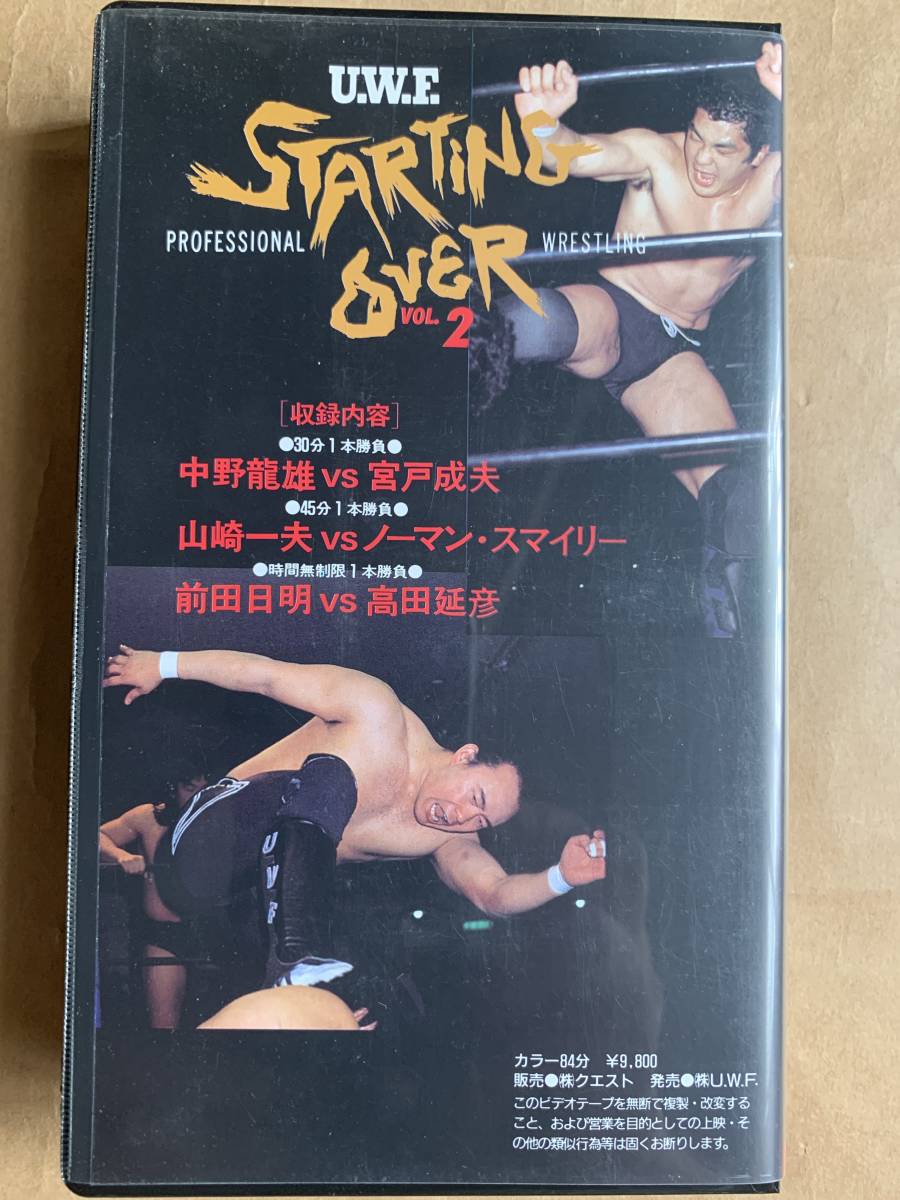 U.W.F.
STARTING
PROFESSIONAL WRESTLING
OVER
VOL. 2
[収録内容]
●30分1本勝負●
中野龍雄 vs 宮戸成夫
●45分1本勝負●
山崎一夫 vs ノーマン・スマイリー
●時間無制限1本勝負●
前田日明 vs 高田延彦
UWF
カラー84分 ¥9,800
販売●㈱クエスト 発売●㈱U.W.F.
このビデオテープを無断で複製・改変する
こと、および営業を目的としての上映・そ
の他の類似行為等は固くお断りします。